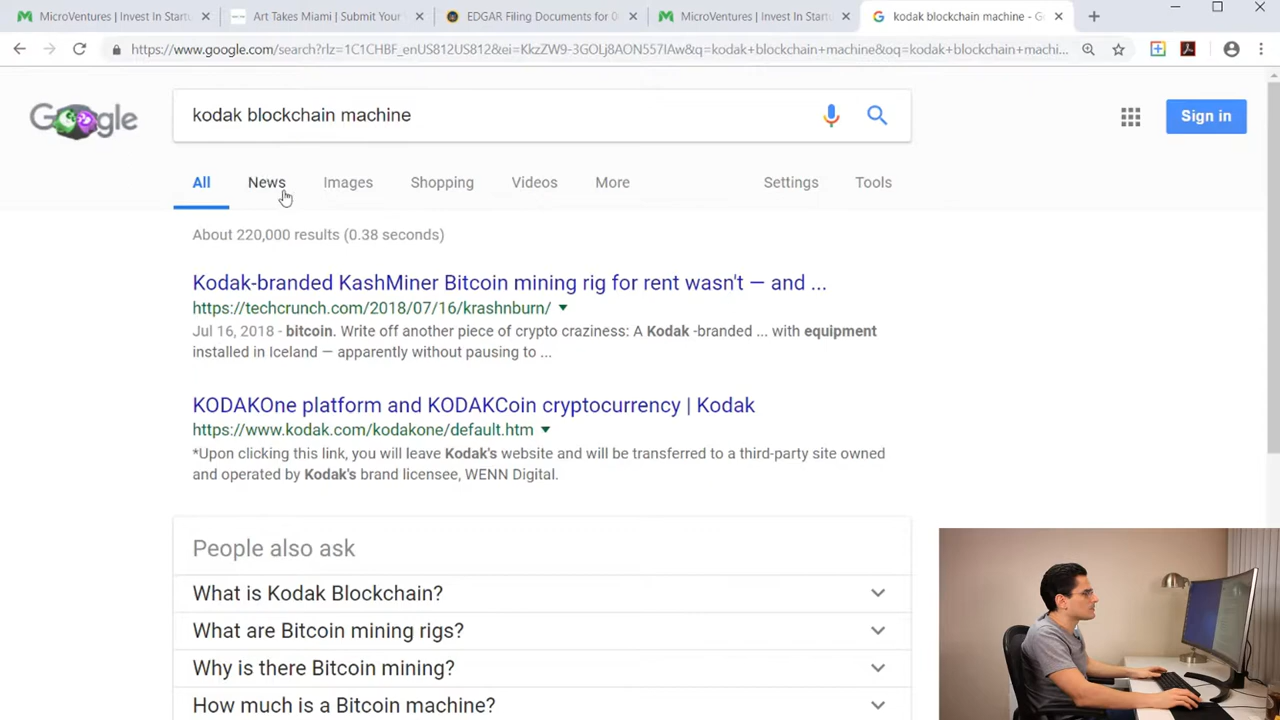 MicroVentures | Invest In Startu
Art Takes Miami | Submit Your
EDGAR Filing Documents for 0
MicroVentures | Invest In Startu
kodak blockchain machine - Go
https://www.google.com/search?rlz=1C1CHBF_enUS812US812&ei=KkzZW9-3GOLj8AON557IAw&q=kodak+blockchain+machine&oq=kodak+blockchain+machi...
Google
kodak blockchain machine
Sign in
All
News
Images
Shopping
Videos
More
Settings
Tools
About 220,000 results (0.38 seconds)
Kodak-branded KashMiner Bitcoin mining rig for rent wasn't — and ...
https://techcrunch.com/2018/07/16/krashnburn/
Jul 16, 2018 - bitcoin. Write off another piece of crypto craziness: A Kodak -branded ... with equipment
installed in Iceland — apparently without pausing to ...
KODAKOne platform and KODAKCoin cryptocurrency | Kodak
https://www.kodak.com/kodakone/default.htm
*Upon clicking this link, you will leave Kodak's website and will be transferred to a third-party site owned
and operated by Kodak's brand licensee, WENN Digital.
People also ask
What is Kodak Blockchain?
What are Bitcoin mining rigs?
Why is there Bitcoin mining?
How much is a Bitcoin machine?